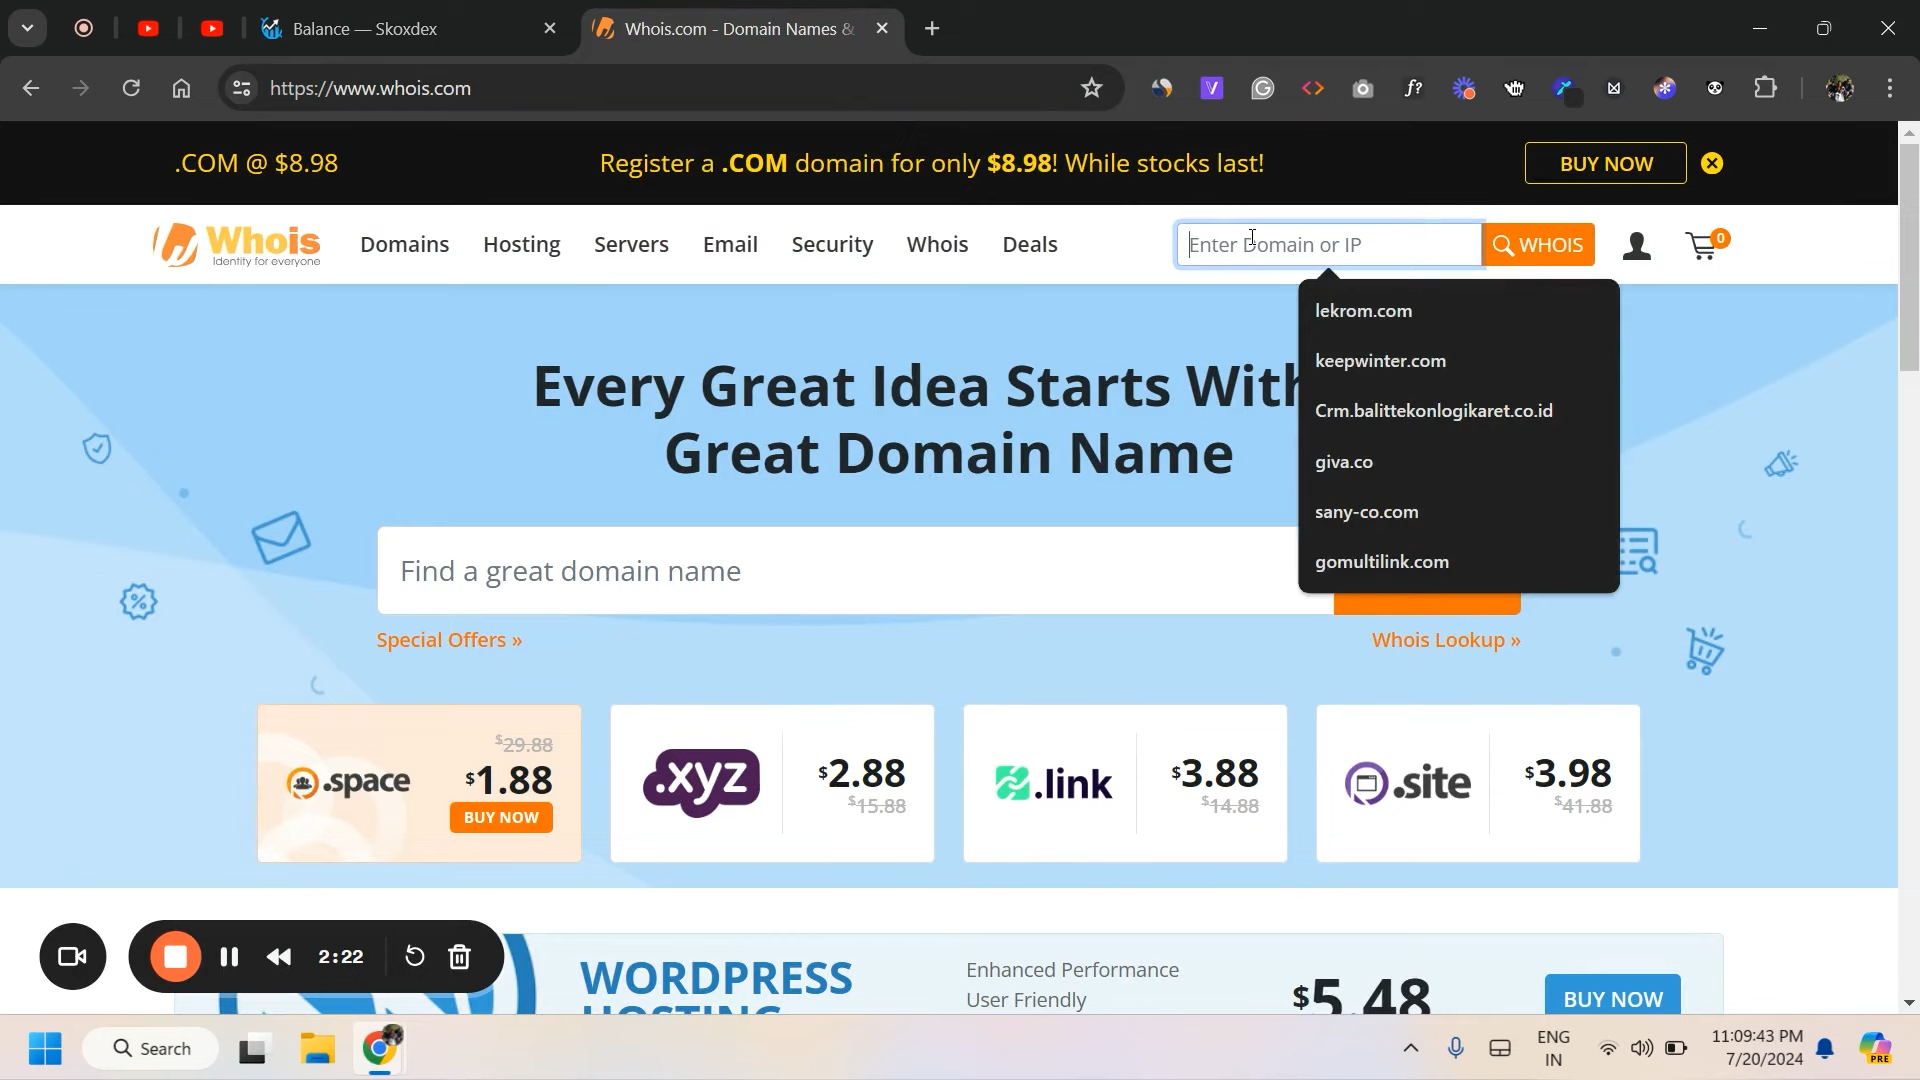 Balance — Skoxdex
Whois.com - Domain Names &
https://www.whois.com
.COM @ $8.98
Register a .COM domain for only $8.98! While stocks last!
BUY NOW
Whois
Identity for everyone
Domains
Hosting
Servers
Email
Security
Whois
Deals
Enter Domain or IP
WHOIS
0
lekrom.com
keepwinter.com
Crm.balittekonlogikaret.co.id
giva.co
sany-co.com
gomultilink.com
Every Great Idea Starts With
Great Domain Name
Find a great domain name
Special Offers »
Whois Lookup »
.space
$29.88
$1.88
BUY NOW
.xyz
$2.88
$15.88
.link
$3.88
$14.88
.site
$3.98
$41.88
2:22
WORDPRESS
HOSTING
Enhanced Performance
User Friendly
$5.48
BUY NOW
Search
ENG
IN
11:09:43 PM
7/20/2024
PRE